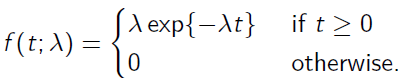 f(t; λ) = { λ exp{−λt} if t ≥ 0
0 otherwise.